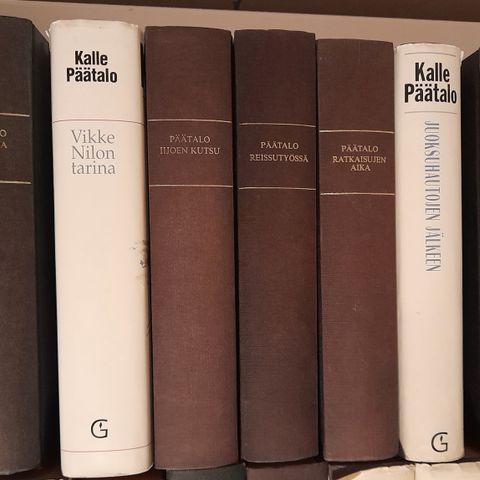 Kalle
Päätalo
Vikke
Nilon
tarina
G
PÄÄTALO
IIJOEN KUTSU
PÄÄTALO
REISSUTYÖSSÄ
PÄÄTALO
RATKAISUJEN
AIKA
Kalle
Päätalo
JUOKSUHAUTOJEN JÄLKEEN
G